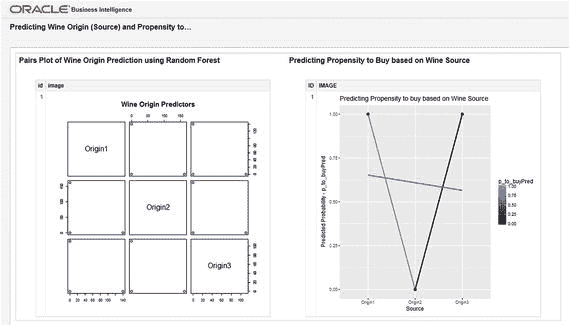 ORACLE Business Intelligence
Predicting Wine Origin (Source) and Propensity to...
Pairs Plot of Wine Origin Prediction using Random Forest
id image
1
Wine Origin Predictors
0 50 150
Origin1
Origin2
Origin3
0 20 40 60 80
Predicting Propensity to Buy based on Wine Source
ID IMAGE
1
Predicting Propensity to buy based on Wine Source
Predicted Probability - p_to_buyPred
1.00
0.75
0.50
0.25
0.00
Origin1 Origin2 Origin3
Source
p_to_buyPred
1.00
0.75
0.50
0.25
0.00